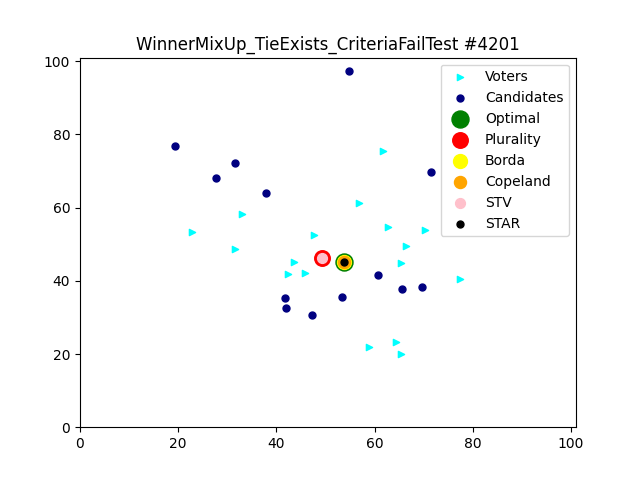 WinnerMixUp_TieExists_CriteriaFailTest #4201
100
80
60
40
20
0
0
20
40
60
80
100
Voters
Candidates
Optimal
Plurality
Borda
Copeland
STV
STAR